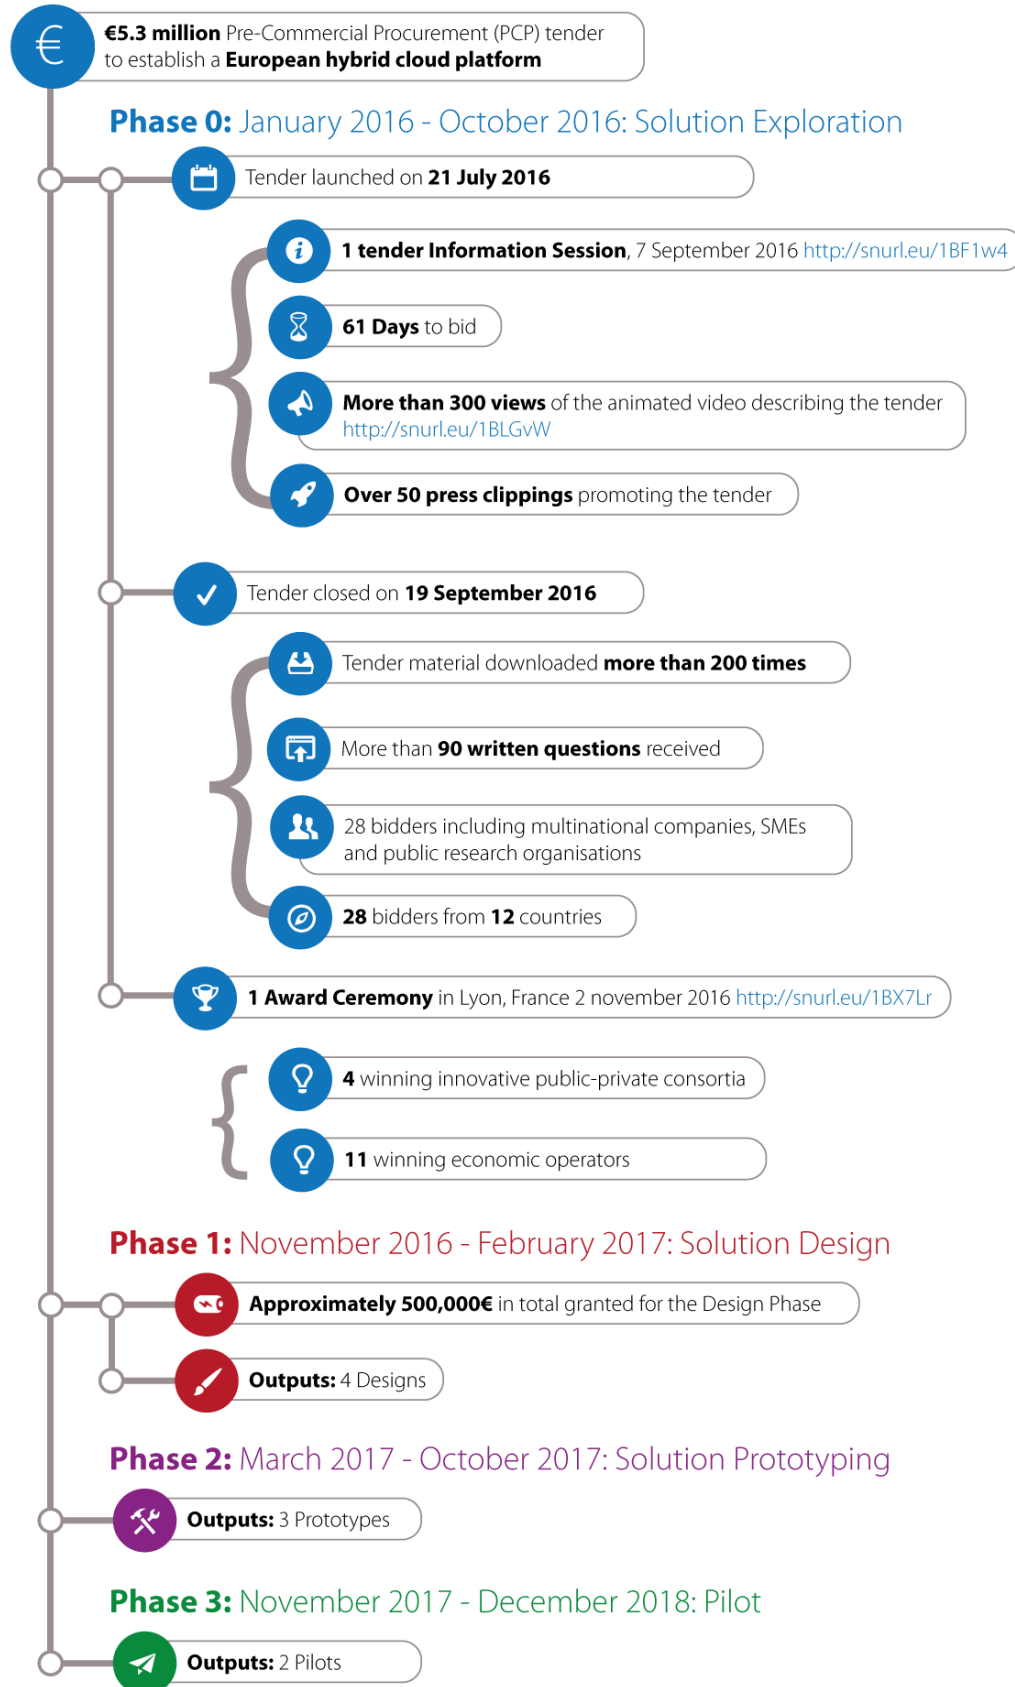 €5.3 million Pre-Commercial Procurement (PCP) tender
to establish a European hybrid cloud platform
Phase 0: January 2016 - October 2016: Solution Exploration
Tender launched on 21 July 2016
1 tender Information Session, 7 September 2016 http://snurl.eu/1BF1w4
61 Days to bid
More than 300 views of the animated video describing the tender
http://snurl.eu/1BLGvW
Over 50 press clippings promoting the tender
Tender closed on 19 September 2016
Tender material downloaded more than 200 times
More than 90 written questions received
28 bidders including multinational companies, SMEs
and public research organisations
28 bidders from 12 countries
1 Award Ceremony in Lyon, France 2 november 2016 http://snurl.eu/1BX7Lr
4 winning innovative public-private consortia
11 winning economic operators
Phase 1: November 2016 - February 2017: Solution Design
Approximately 500,000€ in total granted for the Design Phase
Outputs: 4 Designs
Phase 2: March 2017 - October 2017: Solution Prototyping
Outputs: 3 Prototypes
Phase 3: November 2017 - December 2018: Pilot
Outputs: 2 Pilots